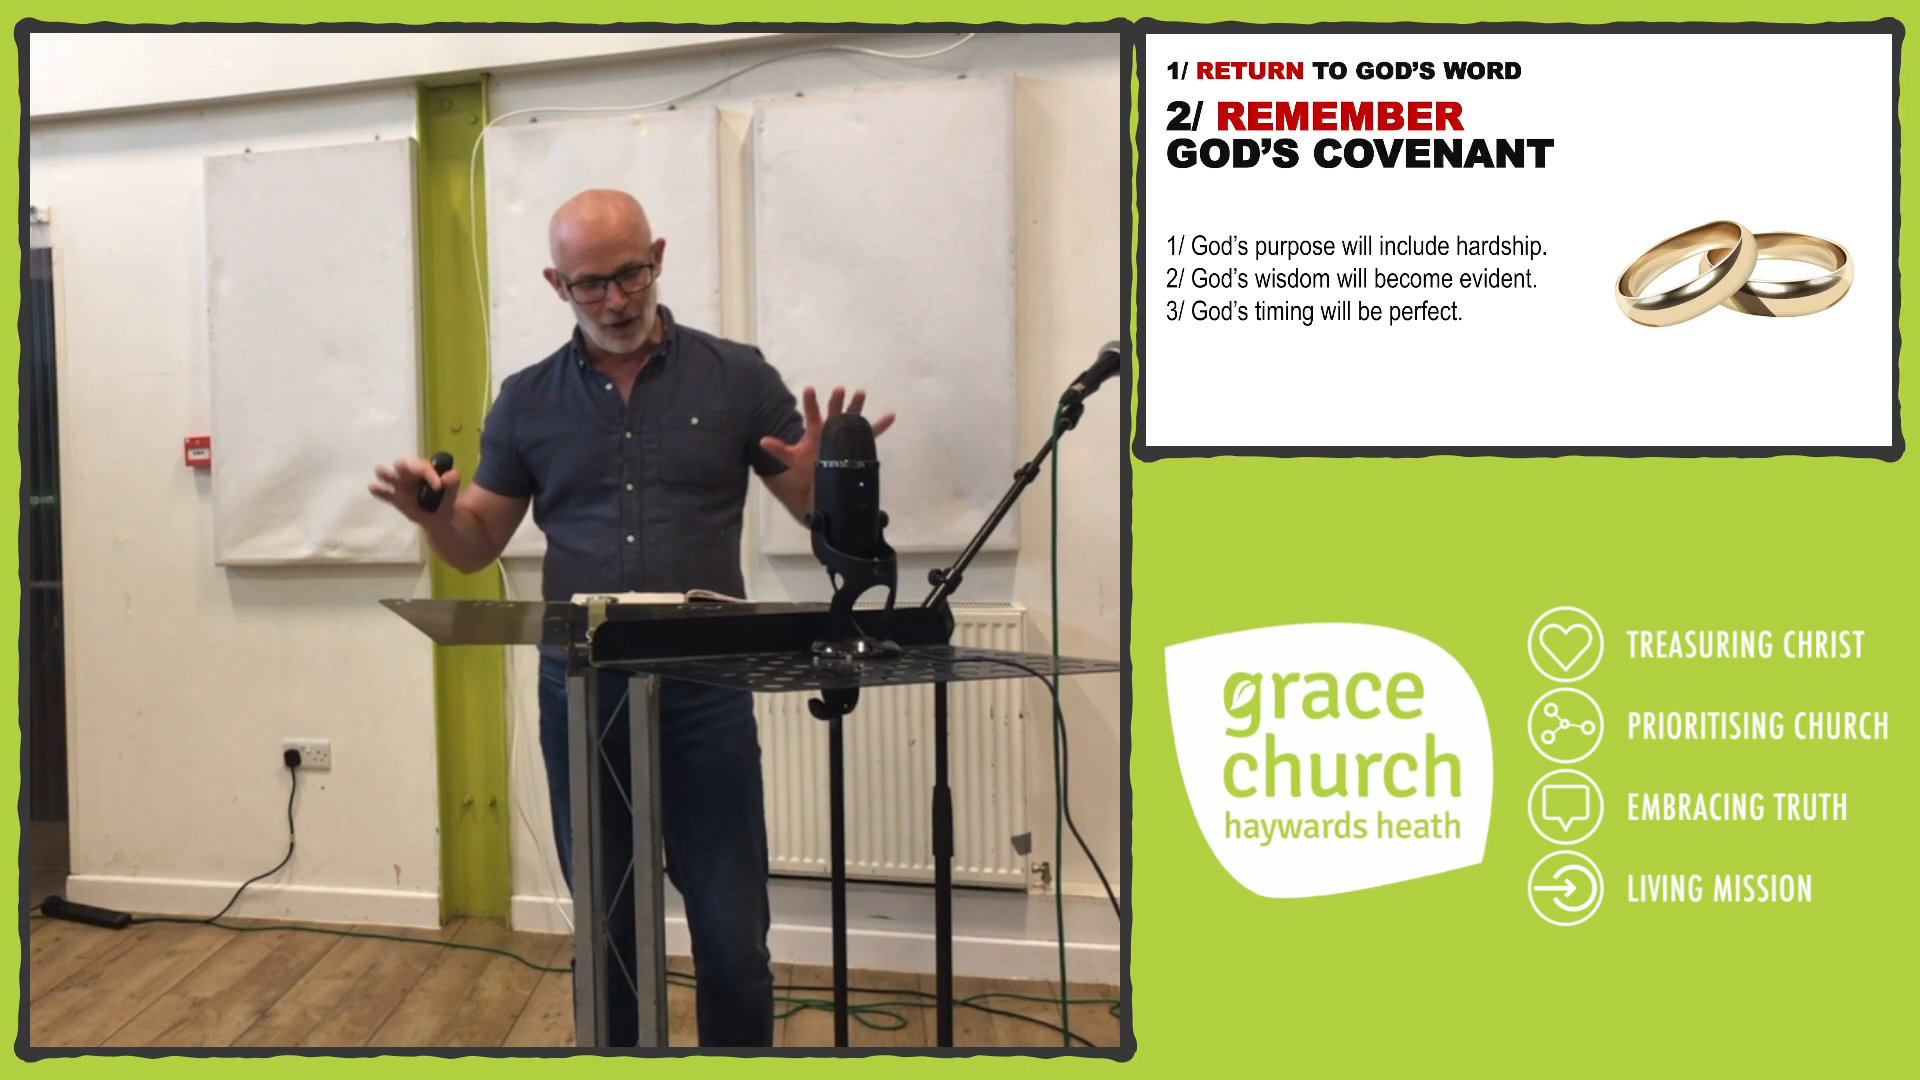 1/ RETURN TO GOD'S WORD
2/ REMEMBER
GOD'S COVENANT
1/ God's purpose will include hardship.
2/ God's wisdom will become evident.
3/ God's timing will be perfect.
grace
church
haywards heath
TREASURING CHRIST
PRIORITISING CHURCH
EMBRACING TRUTH
LIVING MISSION